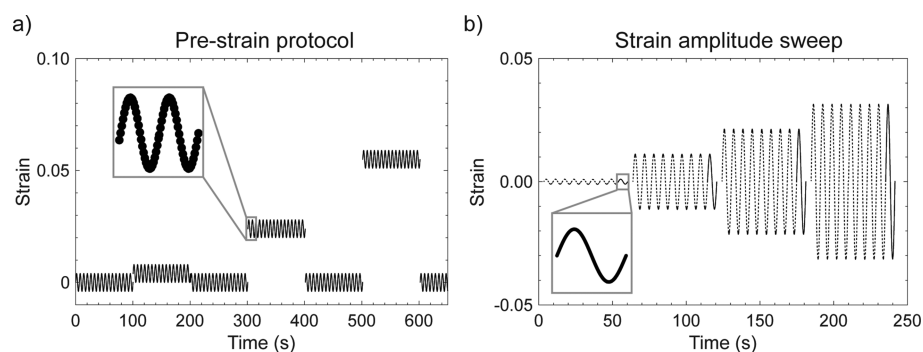 a)
Pre-strain protocol
0.10
0.05
0
Strain
0 100 200 300 400 500 600
Time (s)
b)
Strain amplitude sweep
0.05
0.00
-0.05
Strain
0 50 100 150 200 250
Time (s)